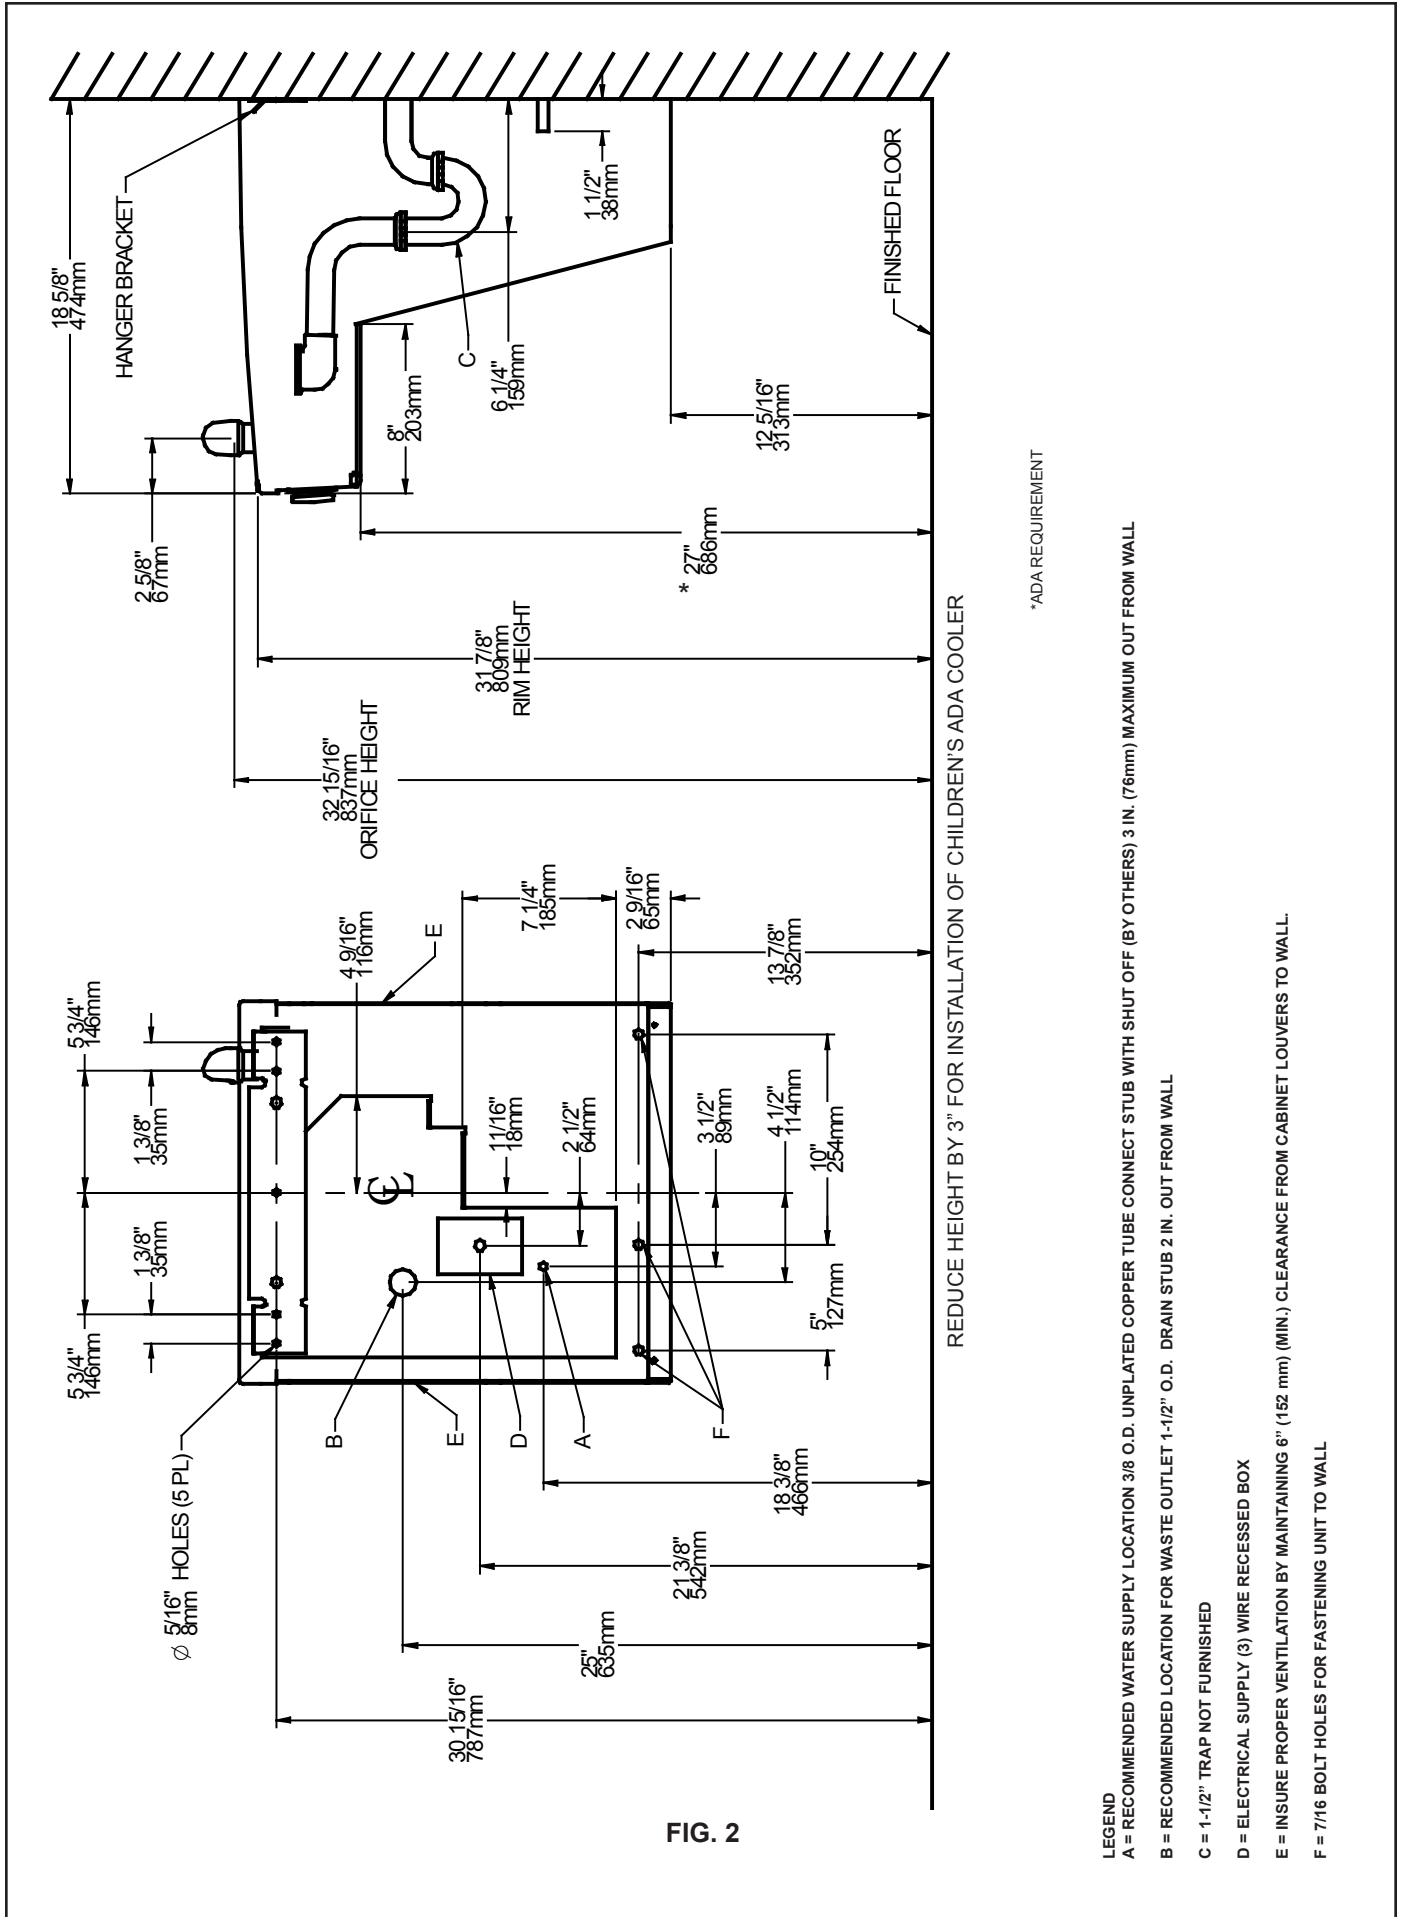 18 5/8"
474mm
HANGER BRACKET
2 5/8"
67mm
8"
203mm
C
6 1/4"
159mm
1 1/2"
38mm
12 5/16"
313mm
FINISHED FLOOR
* 27"
686mm
31 7/8"
809mm
RIM HEIGHT
32 15/16"
837mm
ORIFICE HEIGHT
*ADA REQUIREMENT
5 3/4"
146mm
1 3/8"
35mm
1 3/8"
35mm
5 3/4"
146mm
4 9/16"
116mm
E
7 1/4"
185mm
2 9/16"
65mm
13 7/8"
352mm
CL
11/16"
18mm
2 1/2"
64mm
3 1/2"
89mm
4 1/2"
114mm
10"
254mm
5"
127mm
B
E
D
A
F
Ø 5/16" HOLES (5 PL)
8mm
18 3/8"
466mm
21 3/8"
542mm
25"
635mm
30 15/16"
787mm
REDUCE HEIGHT BY 3” FOR INSTALLATION OF CHILDREN’S ADA COOLER
FIG. 2
LEGEND
A = RECOMMENDED WATER SUPPLY LOCATION 3/8 O.D. UNPLATED COPPER TUBE CONNECT STUB WITH SHUT OFF (BY OTHERS) 3 IN. (76mm) MAXIMUM OUT FROM WALL
B = RECOMMENDED LOCATION FOR WASTE OUTLET 1-1/2” O.D. DRAIN STUB 2 IN. OUT FROM WALL
C = 1-1/2” TRAP NOT FURNISHED
D = ELECTRICAL SUPPLY (3) WIRE RECESSED BOX
E = INSURE PROPER VENTILATION BY MAINTAINING 6” (152 mm) (MIN.) CLEARANCE FROM CABINET LOUVERS TO WALL.
F = 7/16 BOLT HOLES FOR FASTENING UNIT TO WALL